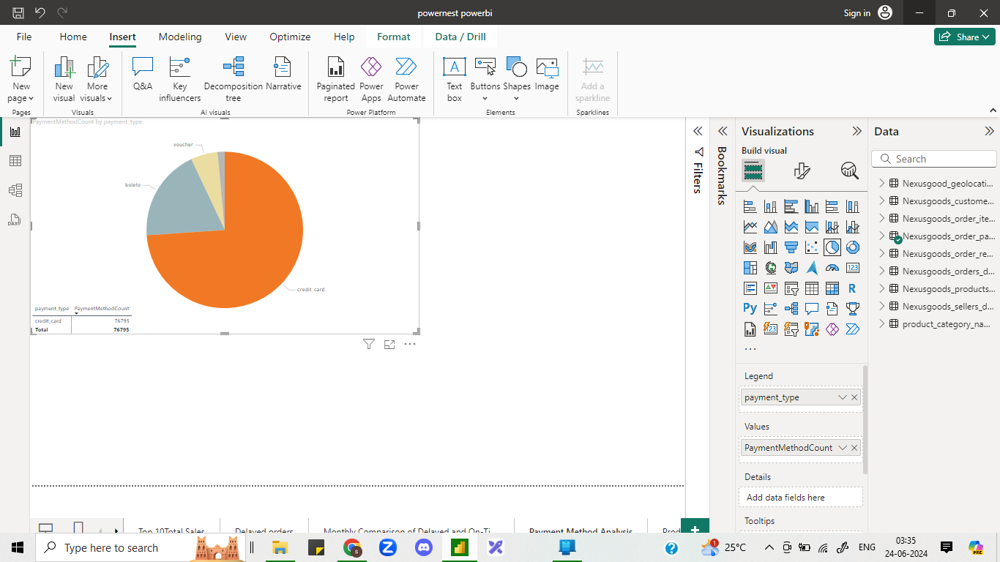 powernest powerbi
Sign in
File
Home
Insert
Modeling
View
Optimize
Help
Format
Data / Drill
Share
New page
New visual
More visuals
Q&A
Key influencers
Decomposition tree
Narrative
Paginated report
Power Apps
Power Automate
Text box
Buttons
Shapes
Image
Add a sparkline
Pages
Visuals
AI visuals
Power Platform
Elements
Sparklines
PaymentMethodCount by payment_type
voucher
boleto
credit_card
payment_type PaymentMethodCount
credit_card 76795
Total 76795
Filters
Bookmarks
Visualizations
Build visual
123
R
Py
123
...
Legend
payment_type
Values
PaymentMethodCount
Details
Add data fields here
Tooltips
Data
Search
Nexusgood_geolocati...
Nexusgoods_custome...
Nexusgoods_order_ite...
Nexusgoods_order_pa...
Nexusgoods_order_re...
Nexusgoods_orders_d...
Nexusgoods_products...
Nexusgoods_sellers_d...
product_category_na...
DAX
Top 10Total Sales
Delayed orders
Monthly Comparison of Delayed and On-Ti...
Payment Method Analysis
Prod
Type here to search
25°C
ENG
03:35
24-06-2024
PRE